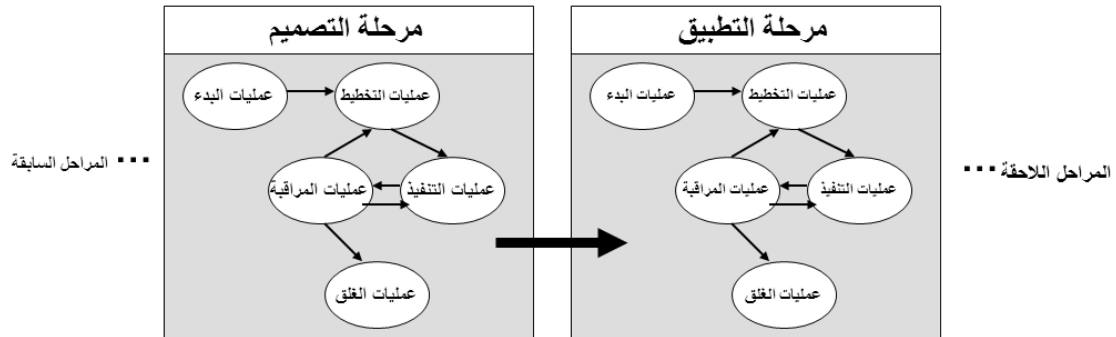 مرحلة التصميم
عمليات البدء
عمليات التخطيط
عمليات المراقبة
عمليات التنفيذ
عمليات الغلق
المراحل السابقة ...
مرحلة التطبيق
عمليات البدء
عمليات التخطيط
عمليات المراقبة
عمليات التنفيذ
عمليات الغلق
المراحل اللاحقة ...